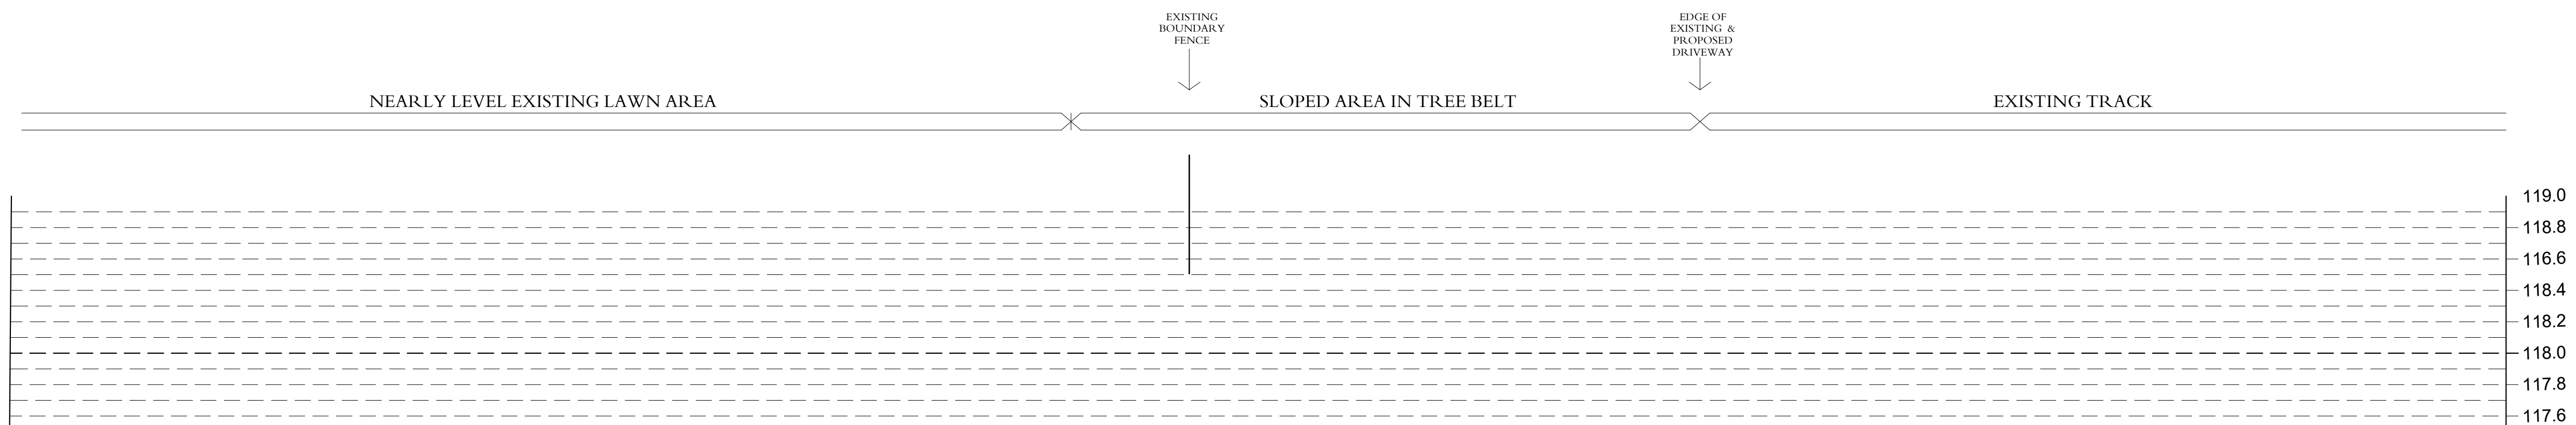 EXISTING
BOUNDARY
FENCE
EDGE OF
EXISTING &
PROPOSED
DRIVEWAY
NEARLY LEVEL EXISTING LAWN AREA
SLOPED AREA IN TREE BELT
EXISTING TRACK
119.0
118.8
116.6
118.4
118.2
118.0
117.8
117.6